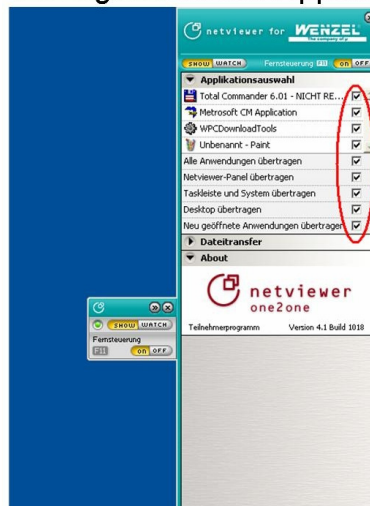 netviewer for WENZEL
SHOW WATCH Fernsteuerung: F11 on OFF
Applikationsauswahl
Total Commander 6.01 - NICHT RE...
Metrosoft CM Application
WPCDownloadTools
Unbenannt - Paint
Alle Anwendungen übertragen
Netviewer-Panel übertragen
Taskleiste und System übertragen
Desktop übertragen
Neu geöffnete Anwendungen übertragen
Dateitransfer
About
netviewer
one2one
Teilnehmerprogramm Version 4.1 Build 1018
SHOW WATCH
Fernsteuerung
F11 on OFF